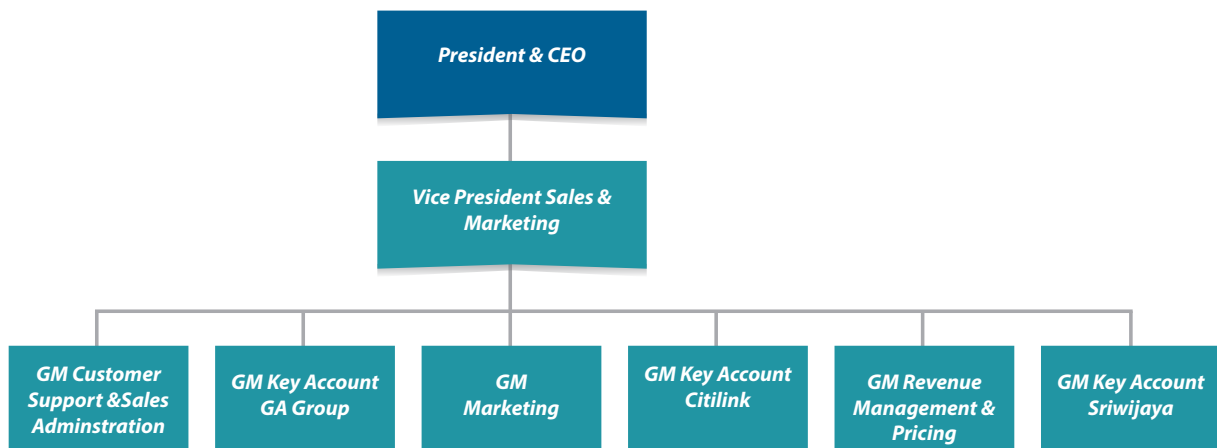 President & CEO
Vice President Sales &
Marketing
GM Customer
Support &Sales
Adminstration
GM Key Account
GA Group
GM
Marketing
GM Key Account
Citilink
GM Revenue
Management &
Pricing
GM Key Account
Sriwijaya